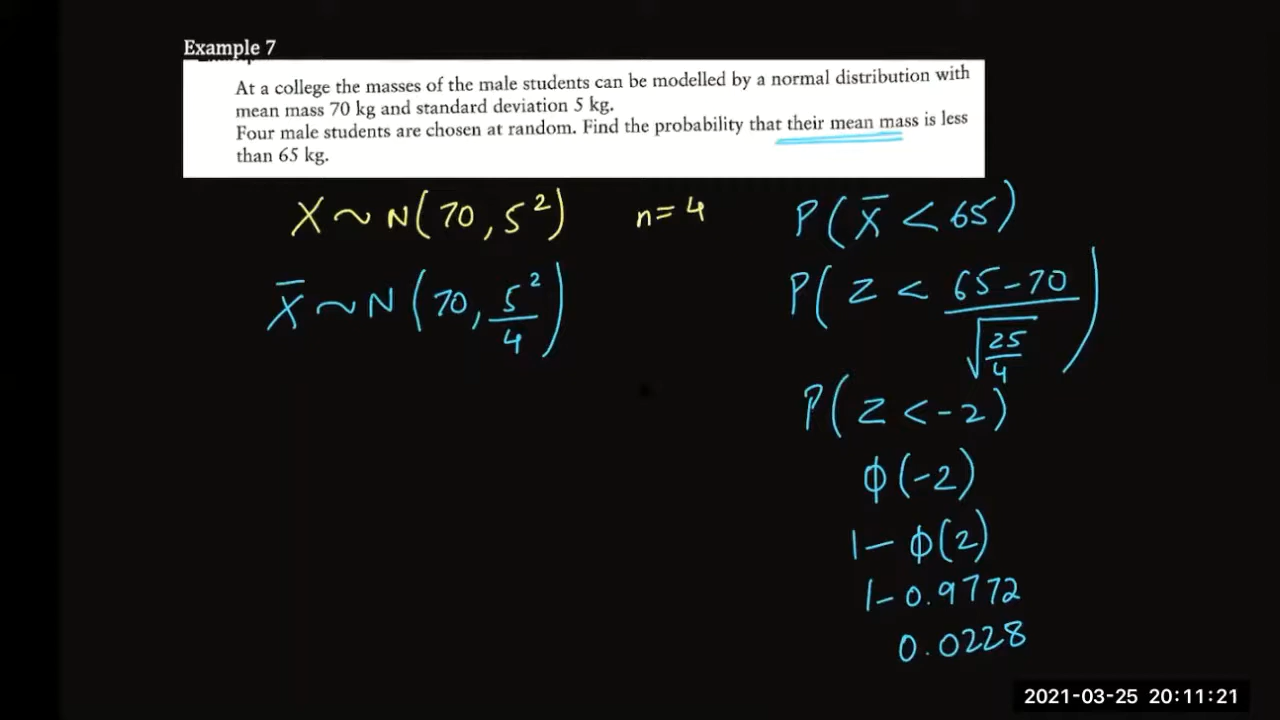 Example 7
At a college the masses of the male students can be modelled by a normal distribution with
mean mass 70 kg and standard deviation 5 kg.
Four male students are chosen at random. Find the probability that their mean mass is less
than 65 kg.
X ~ N(70, 5²)
n = 4
X̄ ~ N(70, 5²/4)
P(X̄ < 65)
P(Z < (65-70)/√(25/4))
P(Z < -2)
ϕ(-2)
1 - ϕ(2)
1 - 0.9772
0.0228
2021-03-25 20:11:21